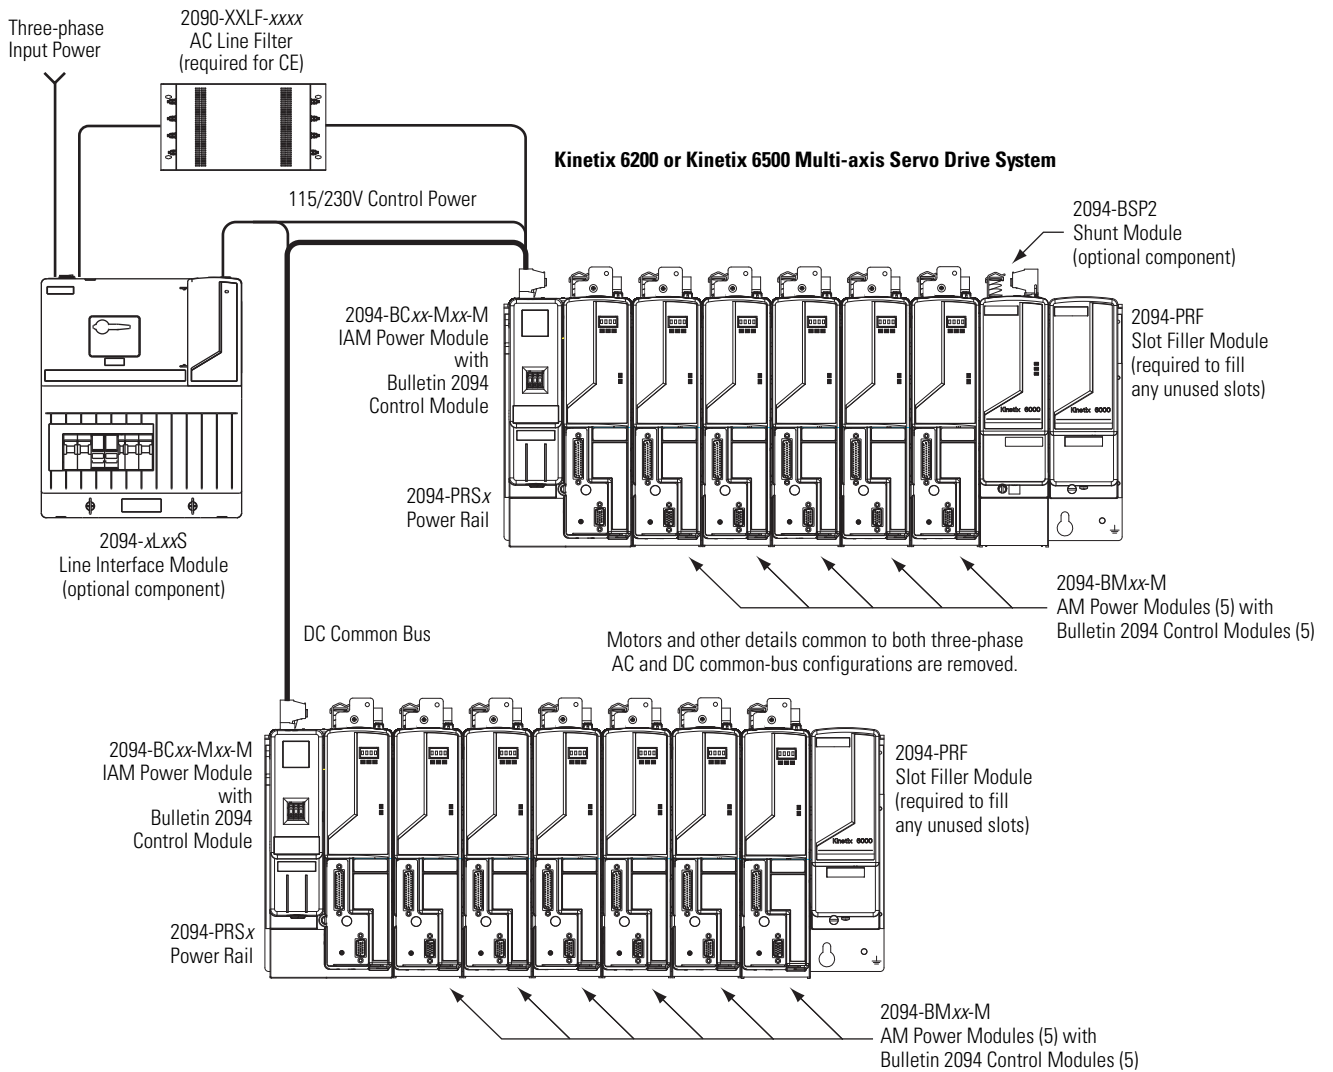 Three-phase
Input Power
2090-XXLF-xxxx
AC Line Filter
(required for CE)
Kinetix 6200 or Kinetix 6500 Multi-axis Servo Drive System
115/230V Control Power
2094-BSP2
Shunt Module
(optional component)
2094-BCxx-Mxx-M
IAM Power Module
with
Bulletin 2094
Control Module
2094-PRF
Slot Filler Module
(required to fill
any unused slots)
Kinetix 6000
Kinetix 6000
2094-PRSx
Power Rail
2094-xLxxS
Line Interface Module
(optional component)
2094-BMxx-M
AM Power Modules (5) with
Bulletin 2094 Control Modules (5)
DC Common Bus
Motors and other details common to both three-phase
AC and DC common-bus configurations are removed.
2094-BCxx-Mxx-M
IAM Power Module
with
Bulletin 2094
Control Module
2094-PRF
Slot Filler Module
(required to fill
any unused slots)
Kinetix 6000
2094-PRSx
Power Rail
2094-BMxx-M
AM Power Modules (5) with
Bulletin 2094 Control Modules (5)